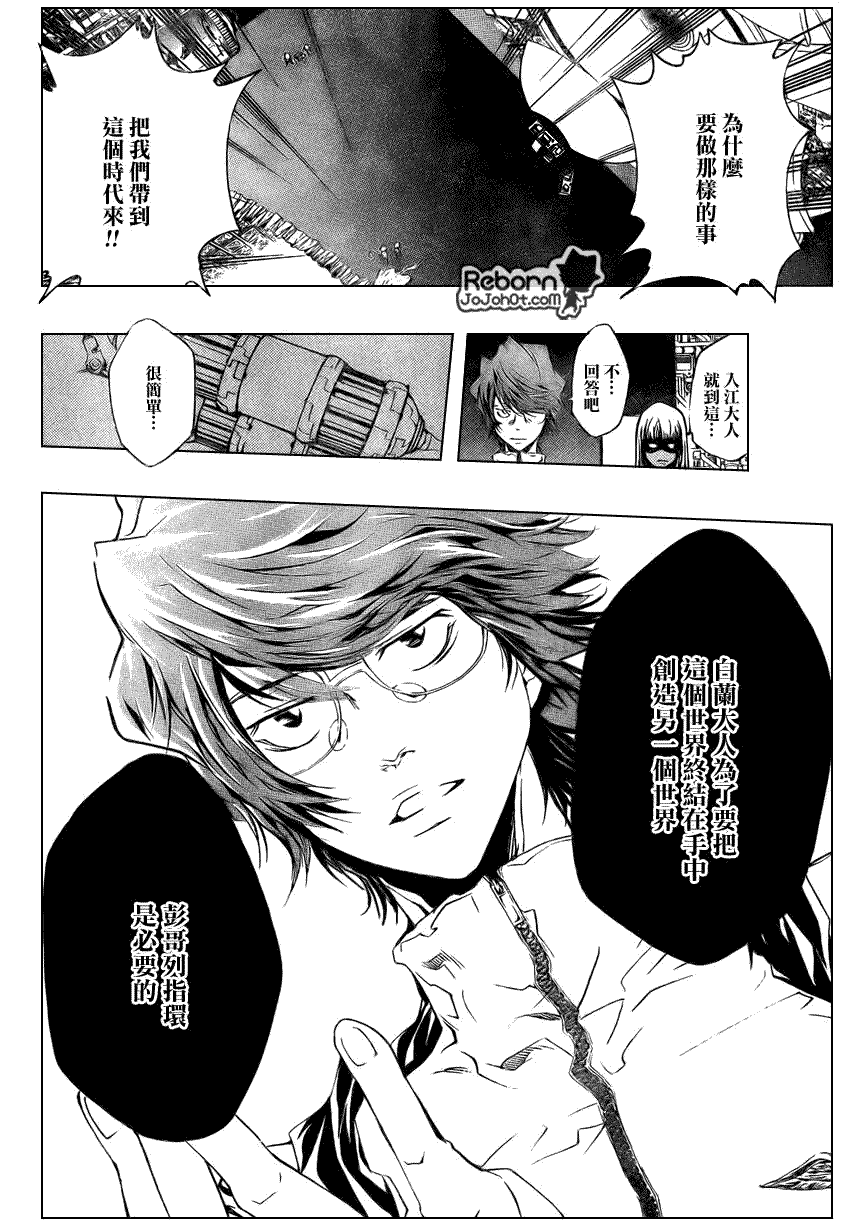 為什麼
要做那樣的事
把我們帶到
這個時代來!!
Reborn
JoJohOt.com
入江大人
就到這…
不…
回答吧
很簡單…
白蘭大人為了要把
這個世界終結在手中
創造另一個世界
彭哥列指環
是必要的